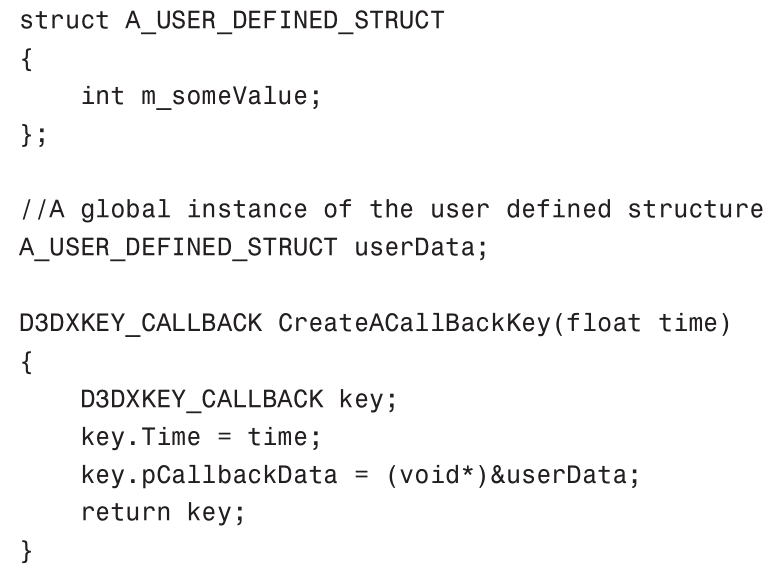 struct A_USER_DEFINED_STRUCT
{
    int m_someValue;
};

//A global instance of the user defined structure
A_USER_DEFINED_STRUCT userData;

D3DXKEY_CALLBACK CreateACallBackKey(float time)
{
    D3DXKEY_CALLBACK key;
    key.Time = time;
    key.pCallbackData = (void*)&userData;
    return key;
}